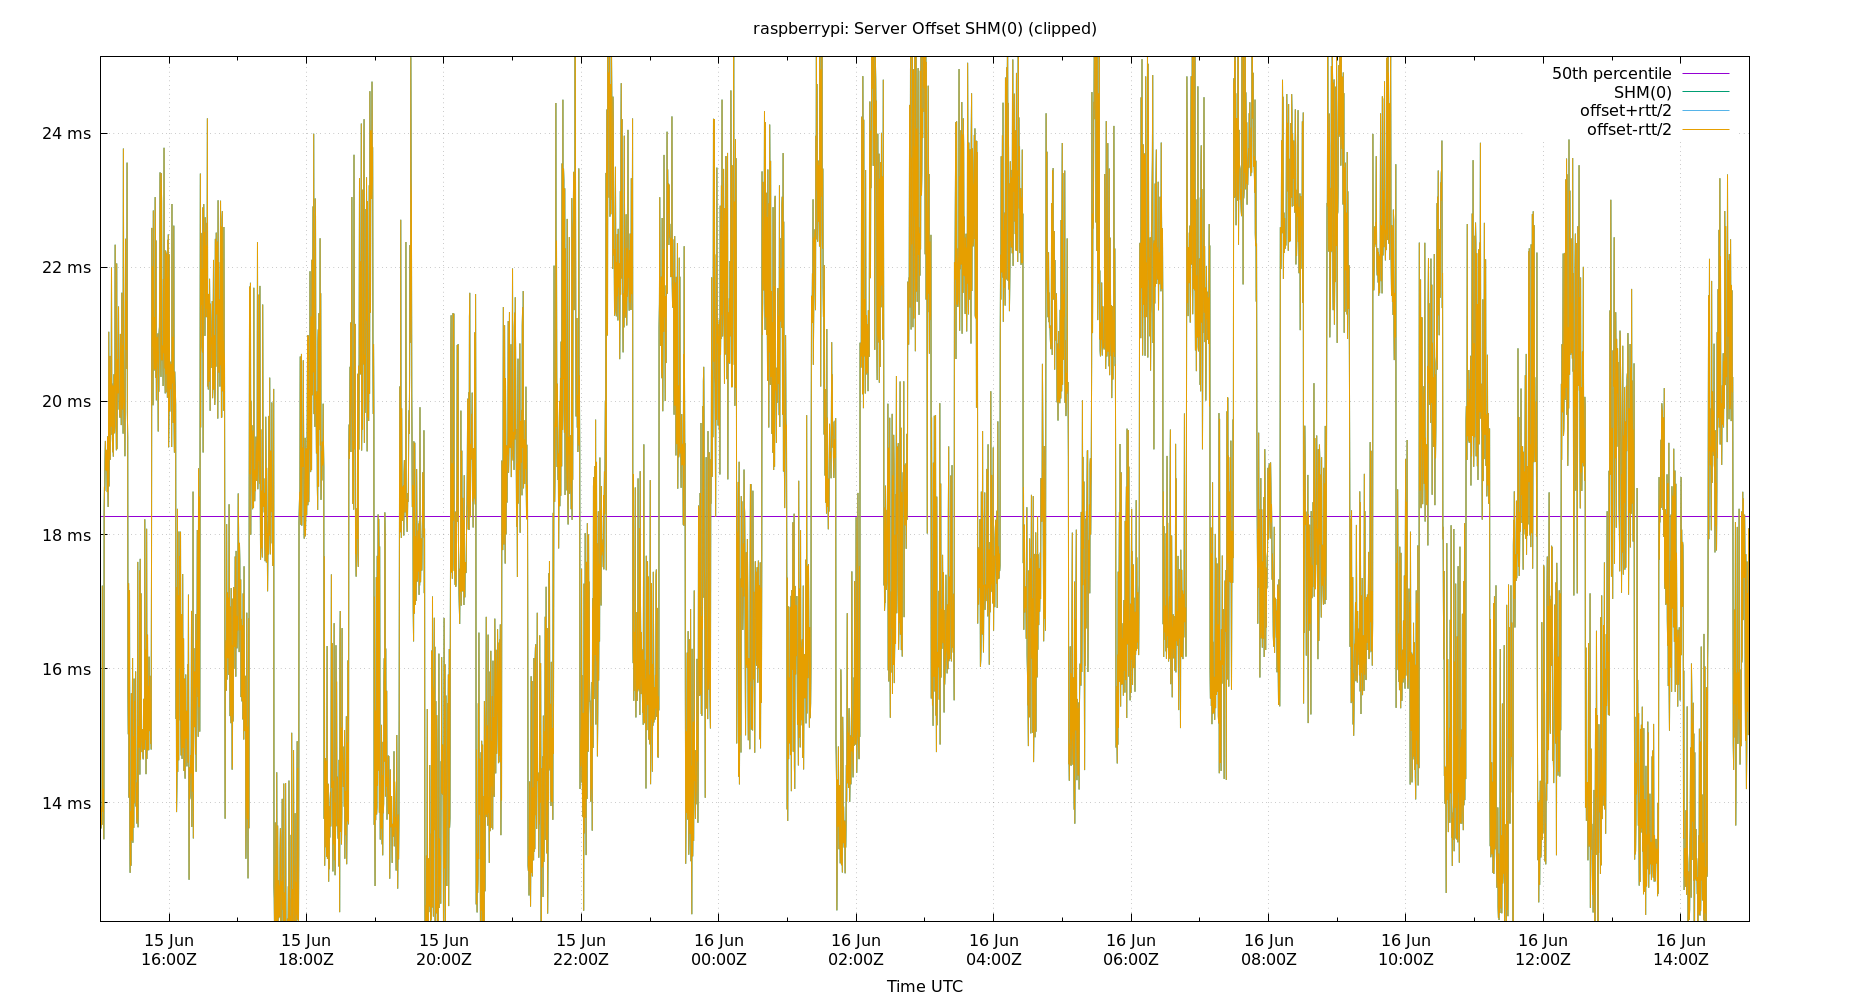 raspberrypi: Server Offset SHM(0) (clipped)
50th percentile
SHM(0)
offset+rtt/2
offset-rtt/2
24 ms
22 ms
20 ms
18 ms
16 ms
14 ms
15 Jun 15 Jun 15 Jun 15 Jun 16 Jun 16 Jun 16 Jun 16 Jun 16 Jun 16 Jun 16 Jun 16 Jun
16:00Z 18:00Z 20:00Z 22:00Z 00:00Z 02:00Z 04:00Z 06:00Z 08:00Z 10:00Z 12:00Z 14:00Z
Time UTC